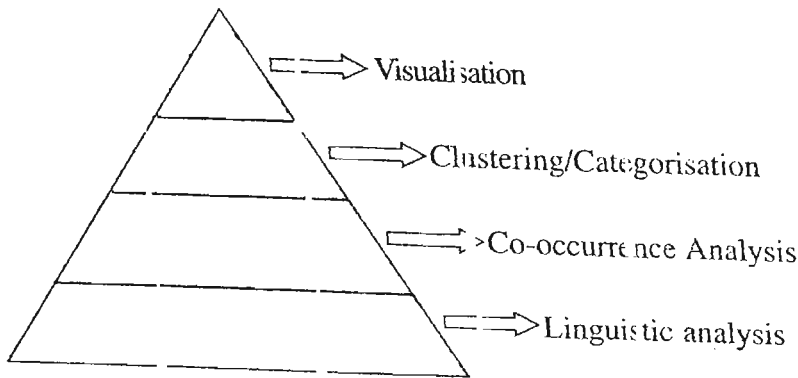 Visualisation
Clustering/Categorisation
Co-occurrence Analysis
Linguistic analysis